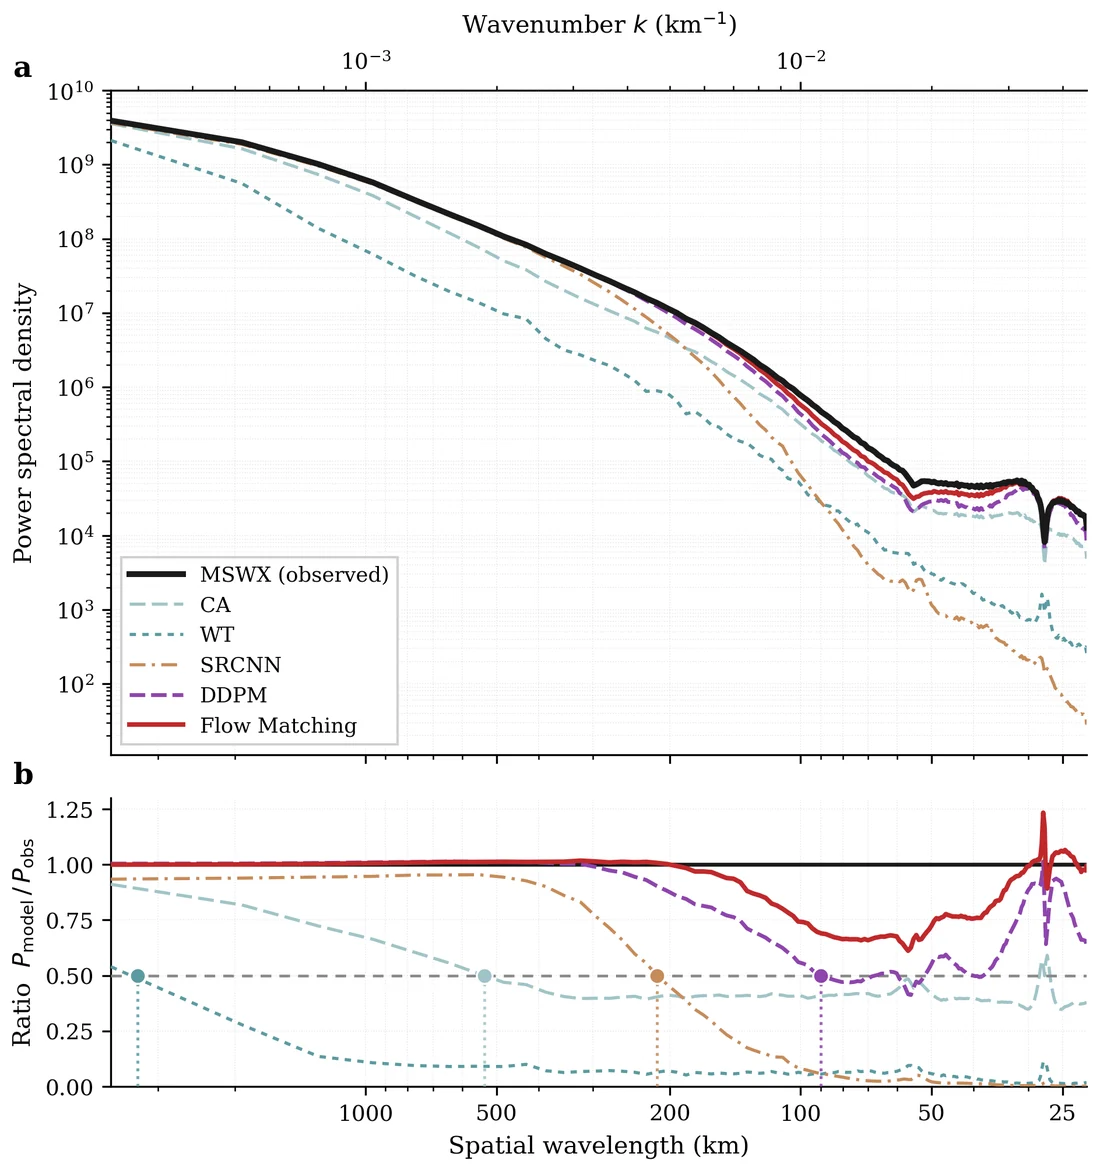 Wavenumber k (km⁻¹)
10⁻³ 10⁻²
a
10¹⁰
10⁹
10⁸
10⁷
10⁶
10⁵
10⁴
10³
10²
Power spectral density
MSWX (observed)
CA
WT
SRCNN
DDPM
Flow Matching
b
1.25
1.00
0.75
0.50
0.25
0.00
Ratio P_model / P_obs
1000 500 200 100 50 25
Spatial wavelength (km)